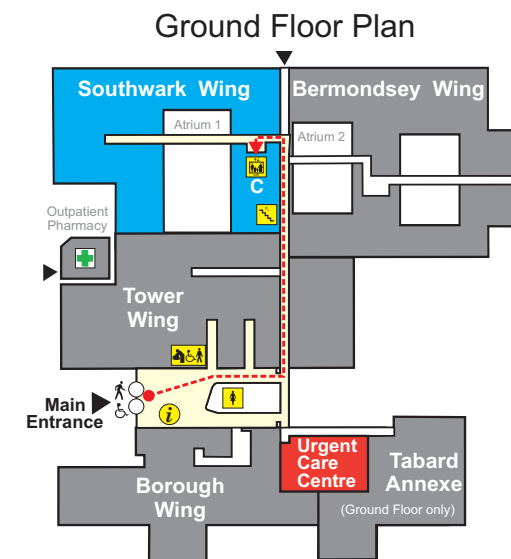 Ground Floor Plan
Southwark Wing
Bermondsey Wing
Atrium 1
Atrium 2
C
Outpatient
Pharmacy
Tower
Wing
Main
Entrance
i
Urgent
Care
Centre
Tabard
Annexe
(Ground Floor only)
Borough
Wing